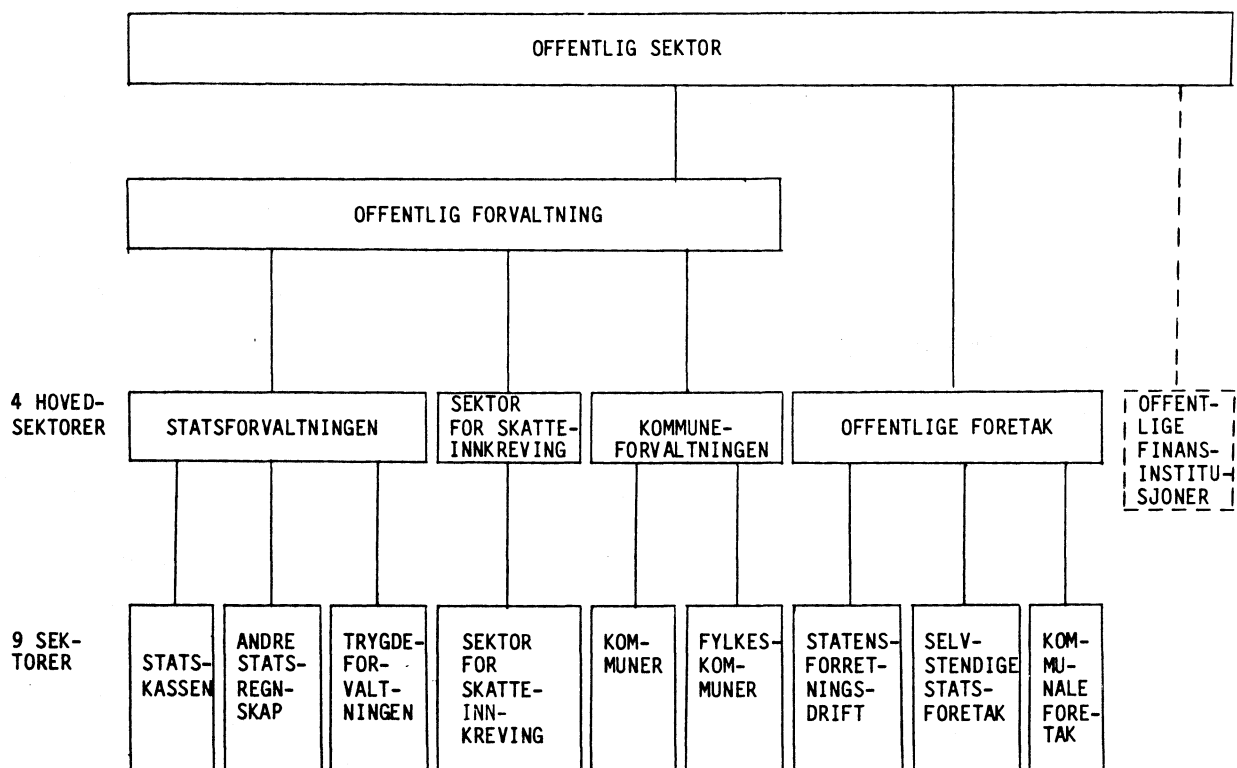 OFFENTLIG SEKTOR
OFFENTLIG FORVALTNING
4 HOVED-
SEKTORER
STATSFORVALTNINGEN
SEKTOR
FOR SKATTE-
INNKREVING
KOMMUNE-
FORVALTNINGEN
OFFENTLIGE FORETAK
OFFENT-
LIGE
FINANS-
INSTITU-
SJONER
9 SEK-
TORER
STATS-
KASSEN
ANDRE
STATS-
REGN-
SKAP
TRYGDE-
FOR-
VALT-
NINGEN
SEKTOR
FOR
SKATTE-
INN-
KREVING
KOM-
MUNER
FYLKES-
KOM-
MUNER
STATENS-
FORRET-
NINGS-
DRIFT
SELV-
STENDIGE
STATS-
FORETAK
KOM-
MU-
NALE
FORE-
TAK